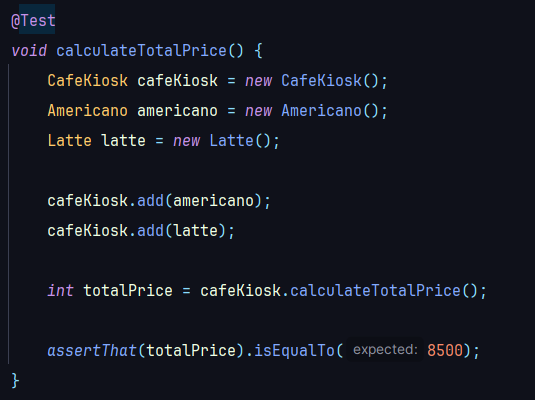 @Test
void calculateTotalPrice() {
CafeKiosk cafeKiosk = new CafeKiosk();
Americano americano = new Americano();
Latte latte = new Latte();
cafeKiosk.add(americano);
cafeKiosk.add(latte);
int totalPrice = cafeKiosk.calculateTotalPrice();
assertThat(totalPrice).isEqualTo( expected: 8500);
}